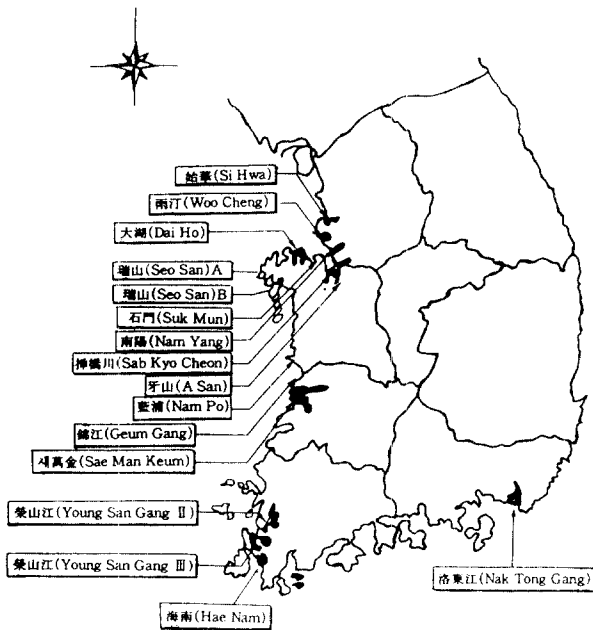 始華(Si Hwa)
雨汀(Woo Cheng)
大湖(Dai Ho)
瑞山(Seo San)A
瑞山(Seo San)B
石門(Suk Mun)
南陽(Nam Yang)
揷橋川(Sab Kyo Cheon)
牙山(A San)
藍浦(Nam Po)
錦江(Geum Gang)
새萬金(Sae Man Keum)
榮山江(Young San Gang Ⅱ)
榮山江(Young San Gang Ⅲ)
洛東江(Nak Tong Gang)
海南(Hae Nam)